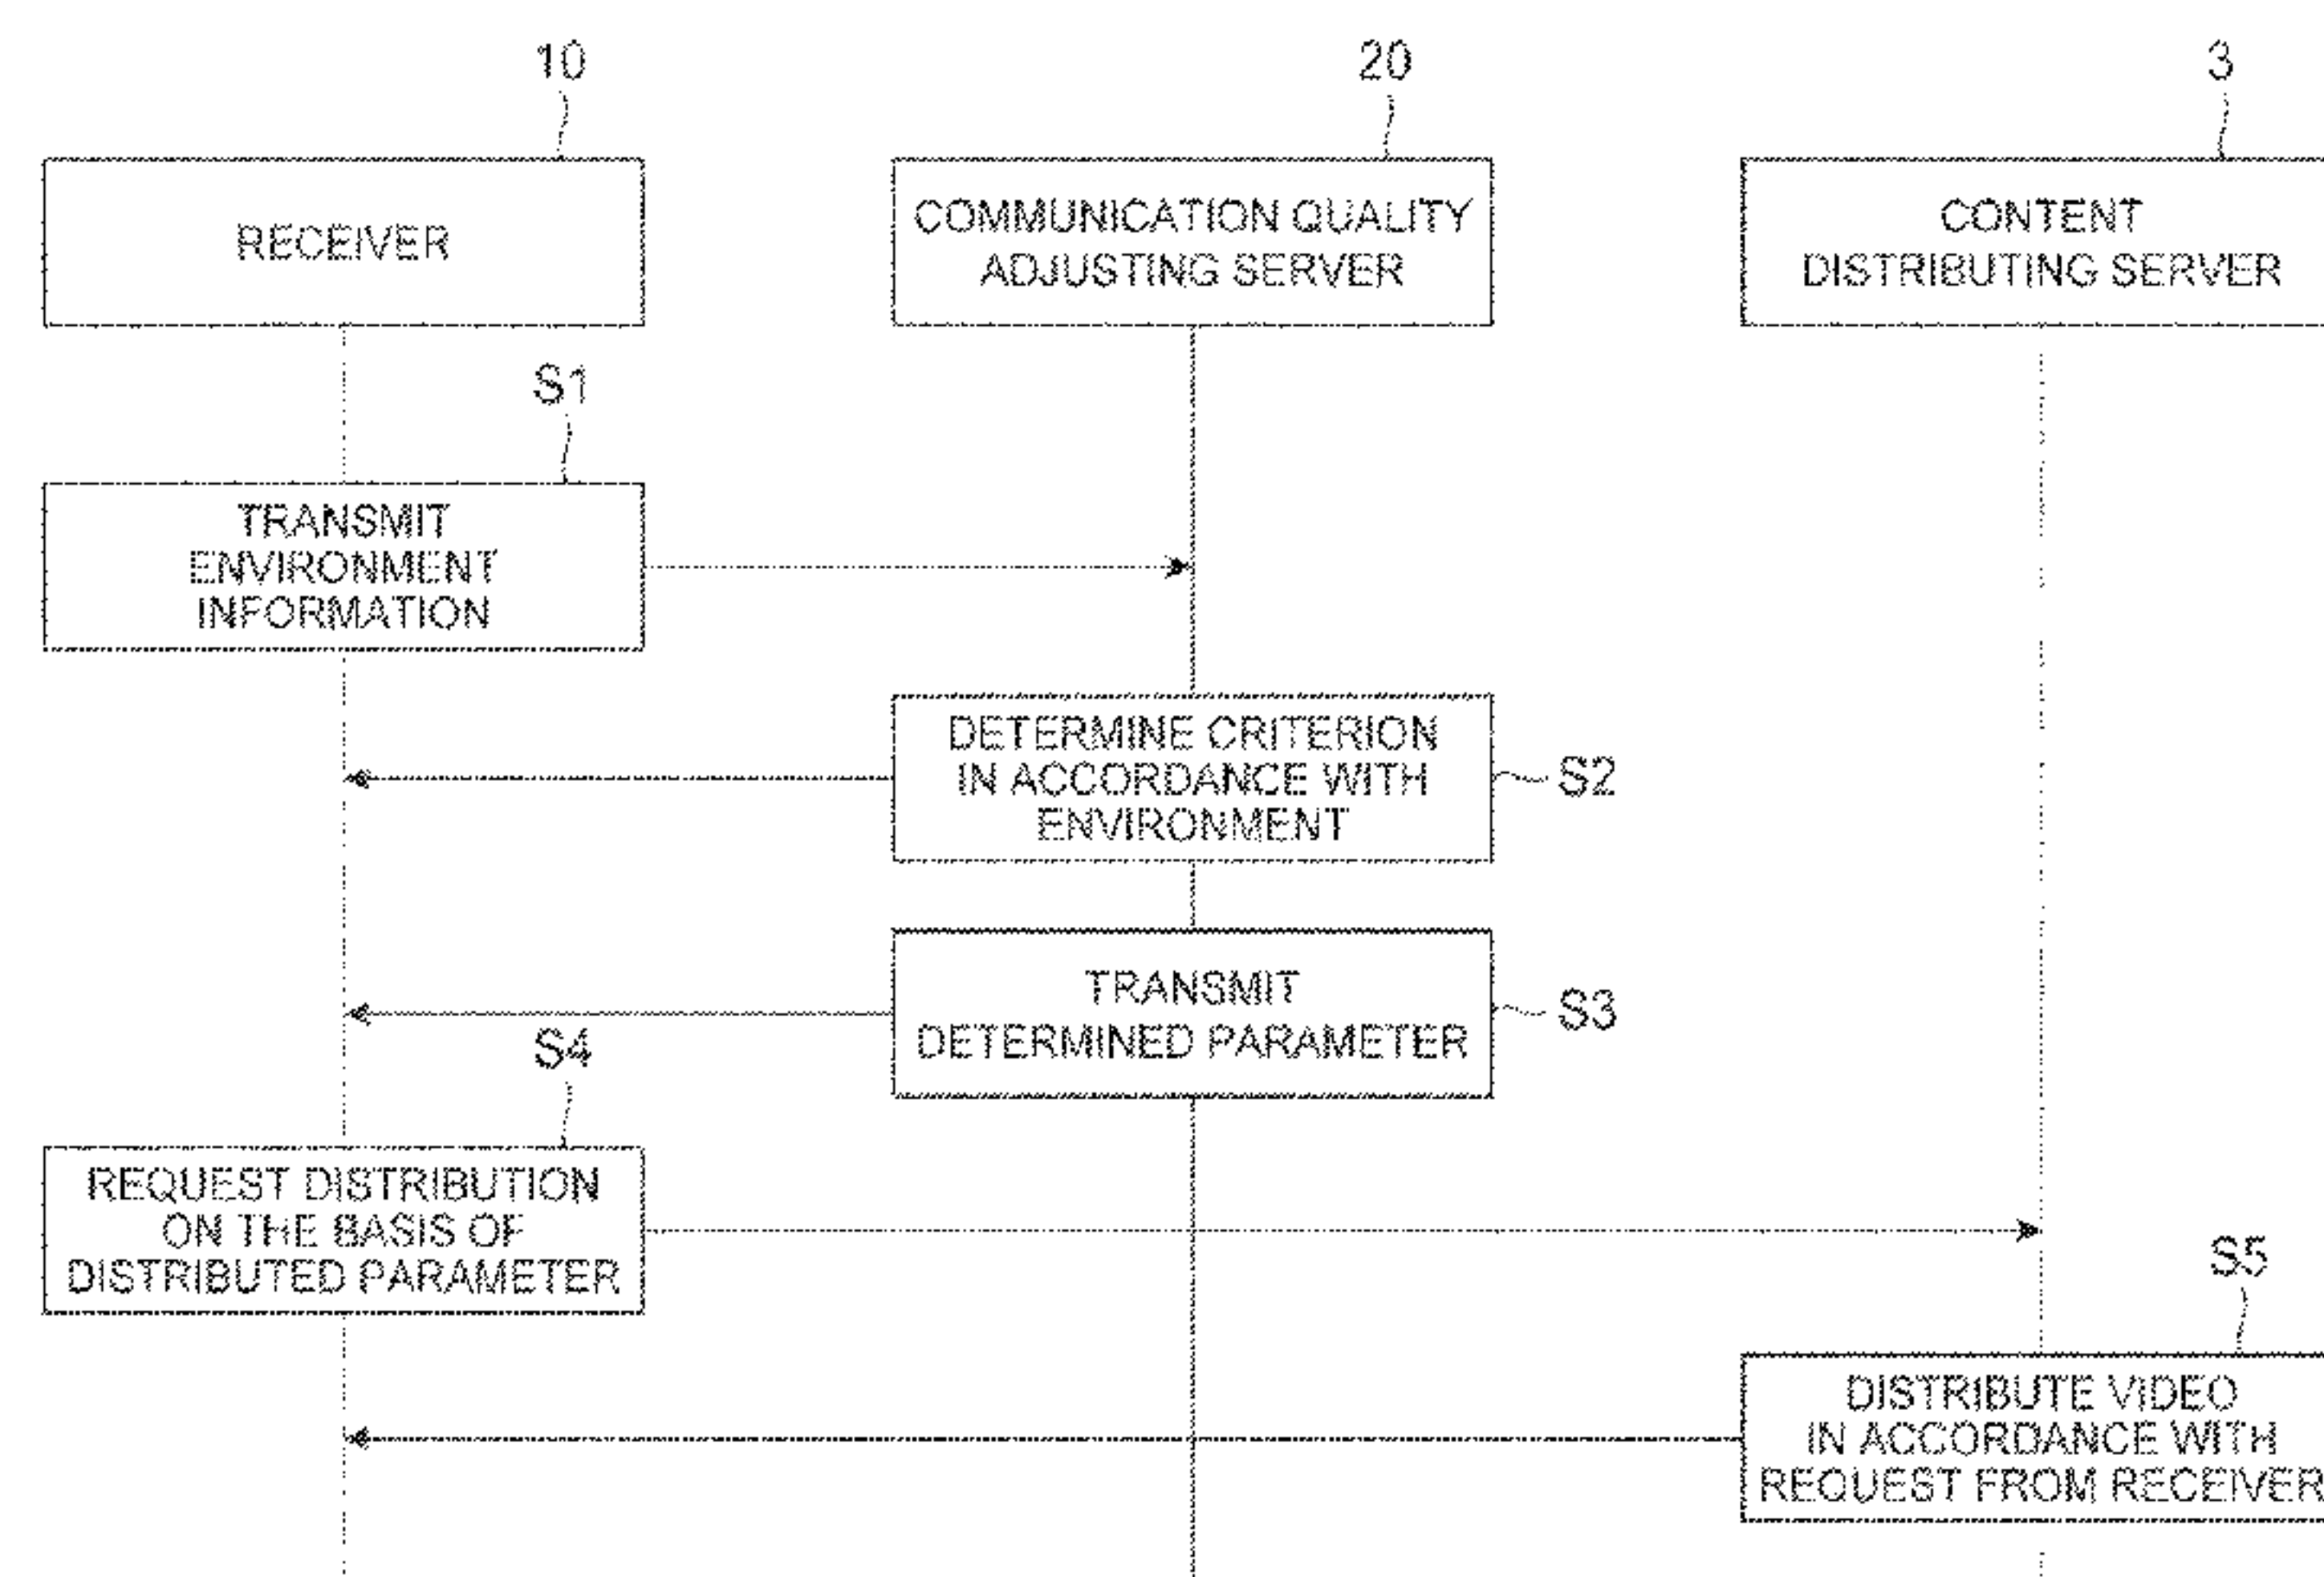 10
20
3
RECEIVER
COMMUNICATION QUALITY
ADJUSTING SERVER
CONTENT
DISTRIBUTING SERVER
S1
TRANSMIT
ENVIRONMENT
INFORMATION
DETERMINE CRITERION
IN ACCORDANCE WITH
ENVIRONMENT
S2
TRANSMIT
DETERMINED PARAMETER
S3
S4
REQUEST DISTRIBUTION
ON THE BASIS OF
DISTRIBUTED PARAMETER
S5
DISTRIBUTE VIDEO
IN ACCORDANCE WITH
REQUEST FROM RECEIVER